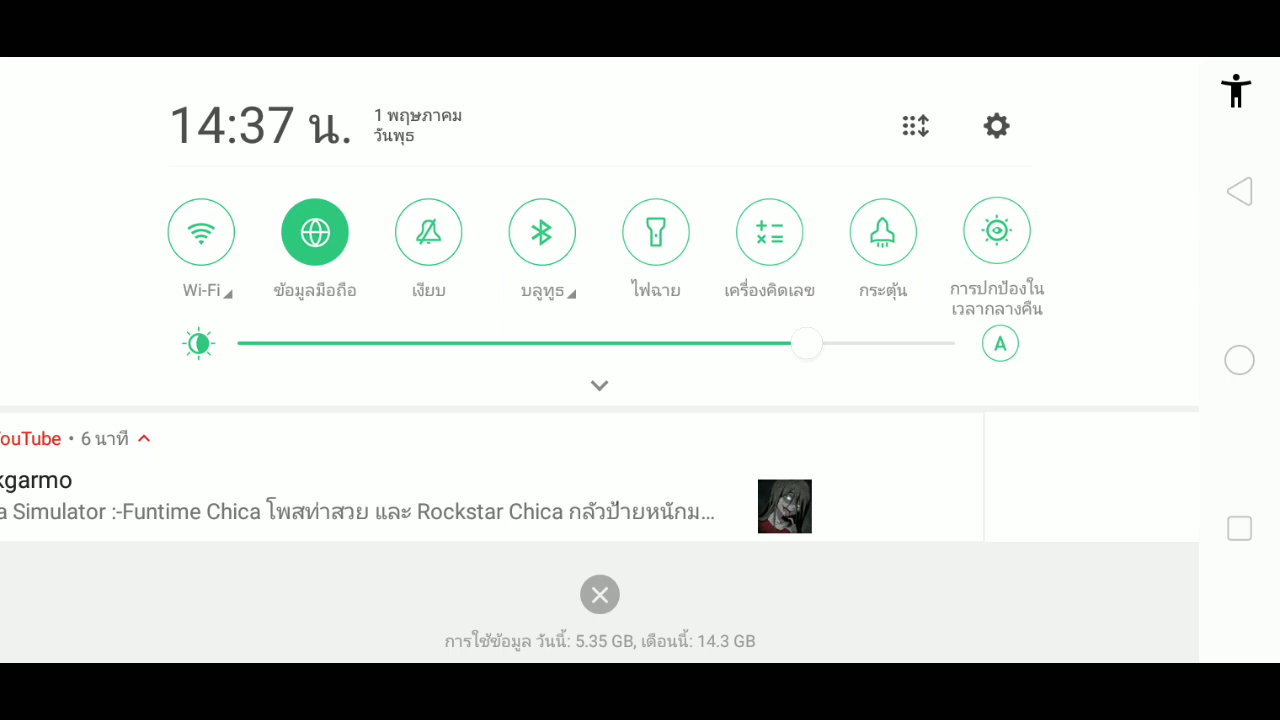 14:37 น.
1 พฤษภาคม
วันพุธ
Wi-Fi
ข้อมูลมือถือ
เงียบ
บลูทูธ
ไฟฉาย
เครื่องคิดเลข
กระตุ้น
การปกป้องใน
เวลากลางคืน
A
ouTube • 6 นาที
kgarmo
a Simulator :-Funtime Chica โพสท่าสวย และ Rockstar Chica กลัวป้ายหนักม...
การใช้ข้อมูล วันนี้: 5.35 GB, เดือนนี้: 14.3 GB